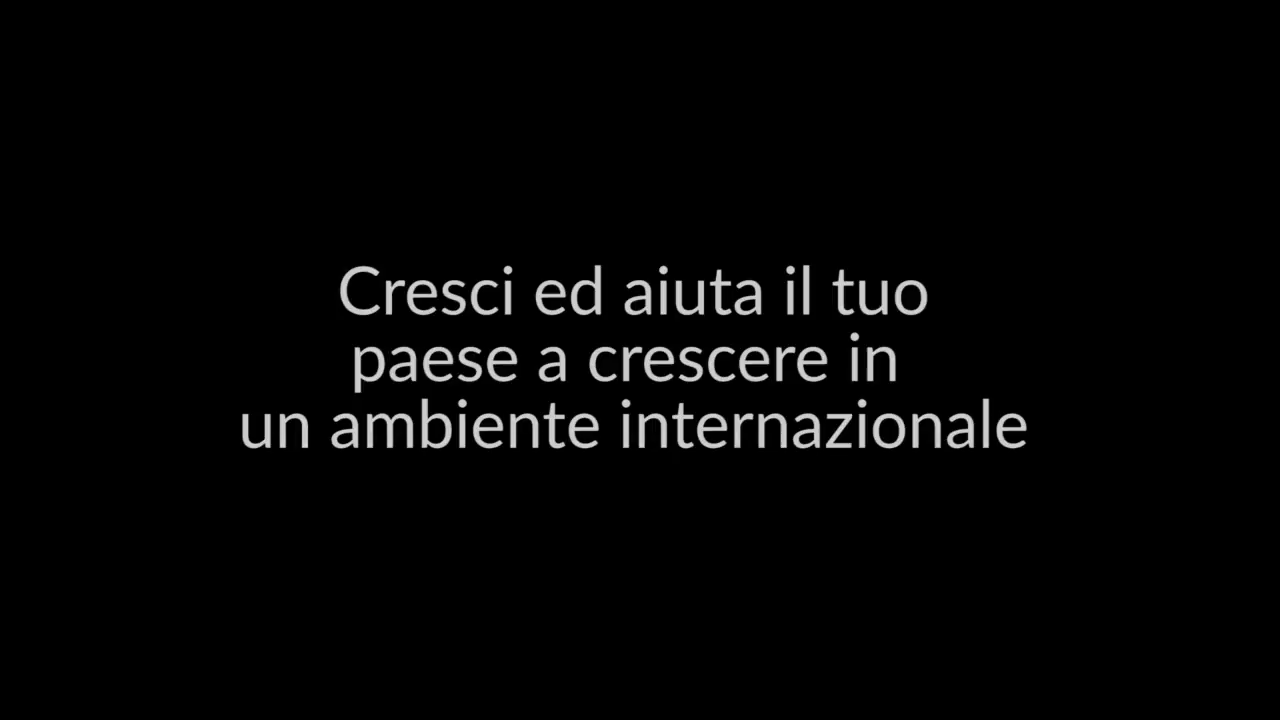 Cresci ed aiuta il tuo
paese a crescere in
un ambiente internazionale